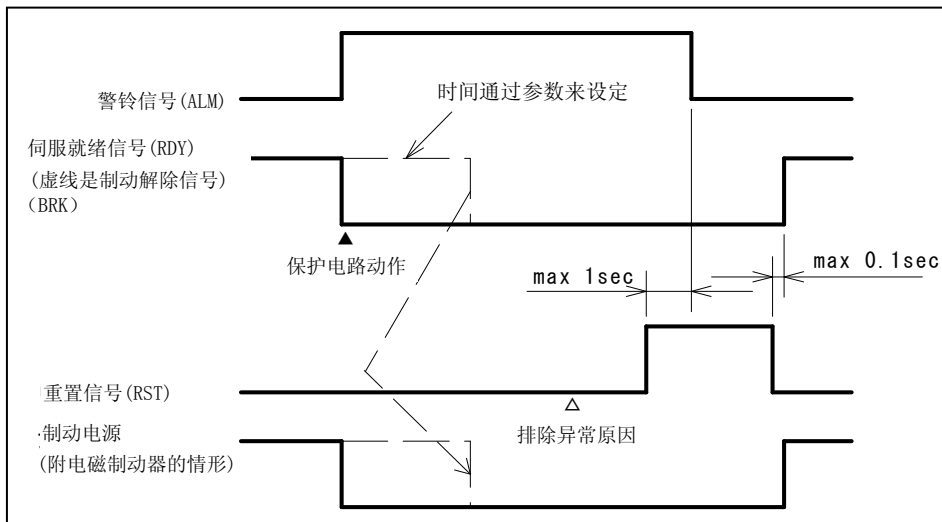 警铃信号(ALM)
时间通过参数来设定
伺服就绪信号(RDY)
(虚线是制动解除信号)
(BRK)
保护电路动作
max 1sec
max 0.1sec
重置信号(RST)
排除异常原因
制动电源
(附电磁制动器的情形)